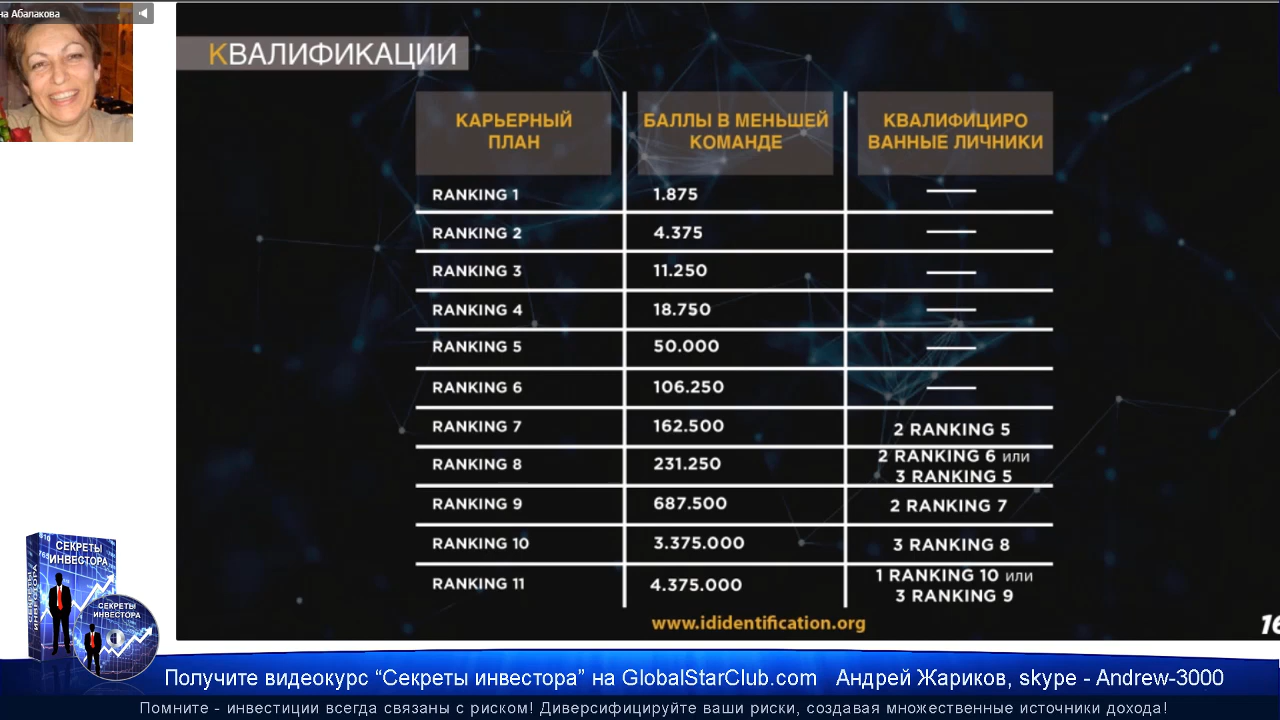 на Абалакова
КВАЛИФИКАЦИИ
КАРЬЕРНЫЙ
ПЛАН
БАЛЛЫ В МЕНЬШЕЙ
КОМАНДЕ
КВАЛИФИЦИРО
ВАННЫЕ ЛИЧНИКИ
RANKING 1 1.875
RANKING 2 4.375
RANKING 3 11.250
RANKING 4 18.750
RANKING 5 50.000
RANKING 6 106.250
RANKING 7 162.500 2 RANKING 5
RANKING 8 231.250 2 RANKING 6 или
3 RANKING 5
RANKING 9 687.500 2 RANKING 7
RANKING 10 3.375.000 3 RANKING 8
RANKING 11 4.375.000 1 RANKING 10 или
3 RANKING 9
www.ididentification.org
16
СЕКРЕТЫ
ИНВЕСТОРА
СЕКРЕТЫ
ИНВЕСТОРА
СЕКРЕТЫ
ИНВЕСТОРА
Получите видеокурс “Секреты инвестора” на GlobalStarClub.com Андрей Жариков, skype - Andrew-3000
Помните - инвестиции всегда связаны с риском! Диверсифицируйте ваши риски, создавая множественные источники дохода!